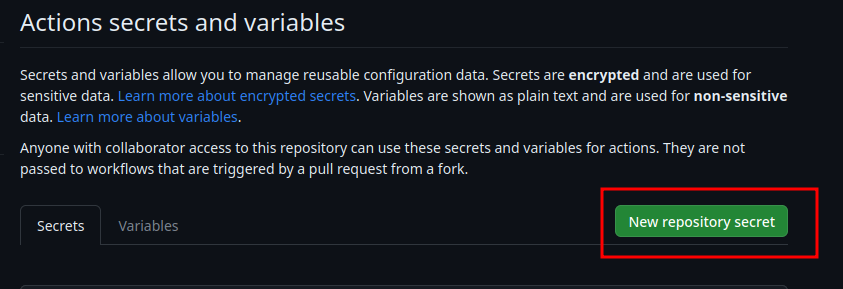 Actions secrets and variables
Secrets and variables allow you to manage reusable configuration data. Secrets are encrypted and are used for
sensitive data. Learn more about encrypted secrets. Variables are shown as plain text and are used for non-sensitive
data. Learn more about variables.
Anyone with collaborator access to this repository can use these secrets and variables for actions. They are not
passed to workflows that are triggered by a pull request from a fork.
Secrets Variables New repository secret